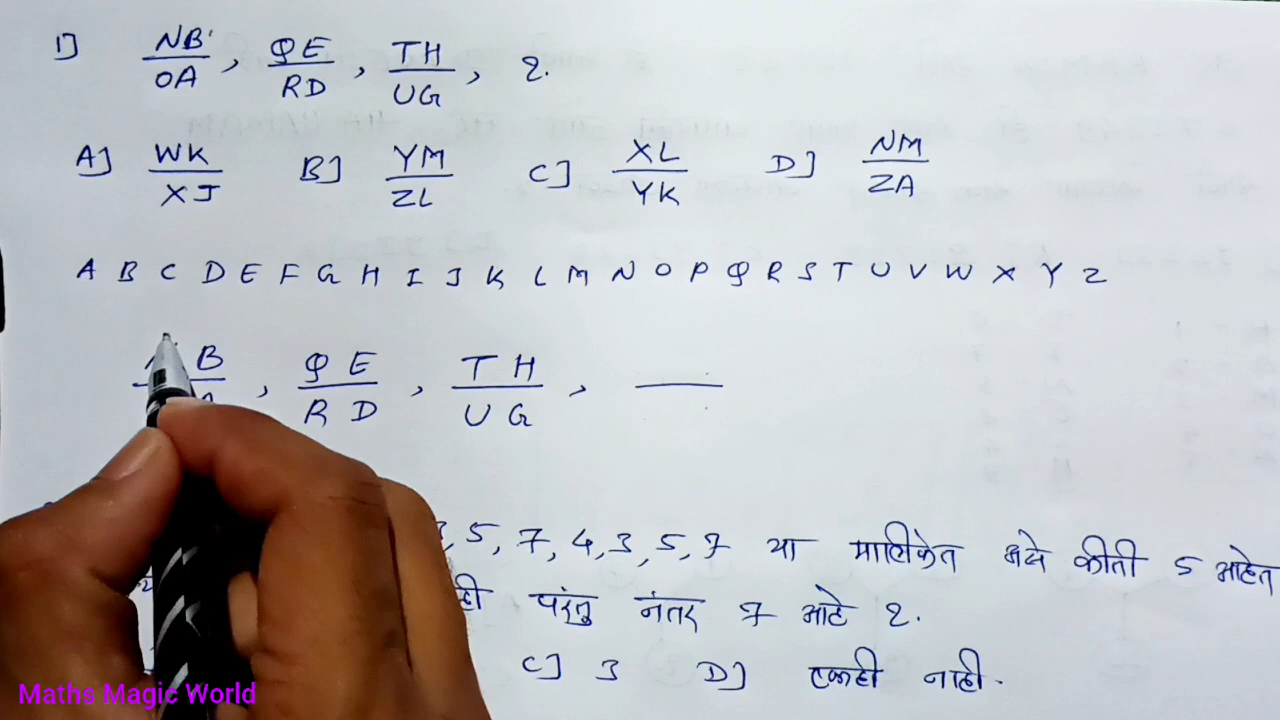 1] NB/OA, QE/RD, TH/UG, ?
A] WK/XJ B] YM/ZL C] XL/YK D] NM/ZA
A B C D E F G H I J K L M N O P Q R S T U V W X Y Z
B, QE/RD, TH/UG, ___
5, 7, 4, 3, 5, 7 या मालिकेत असे कीती 5 आहेत
परंतु नंतर 7 आहे ?
C] 3 D] एकही नाही.
Maths Magic World